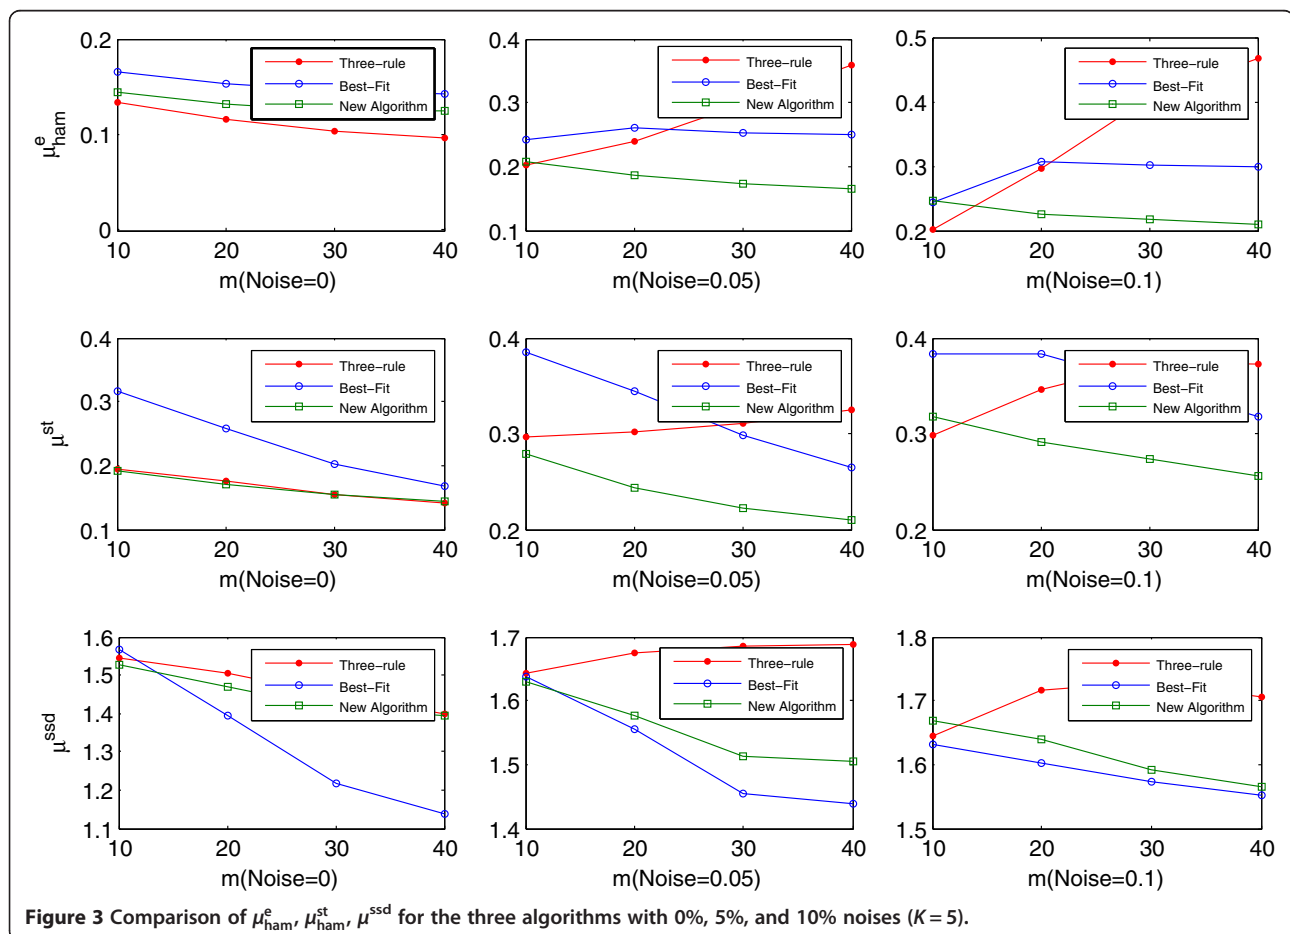 0.2
0.1
0
μ^e_ham
Three-rule
Best-Fit
New Algorithm
10 20 30 40
m(Noise=0)
0.4
0.3
0.2
0.1
Three-rule
Best-Fit
New Algorithm
10 20 30 40
m(Noise=0.05)
0.5
0.4
0.3
0.2
Three-rule
Best-Fit
New Algorithm
10 20 30 40
m(Noise=0.1)
0.4
0.3
0.2
0.1
μ^st
Three-rule
Best-Fit
New Algorithm
10 20 30 40
m(Noise=0)
0.4
0.3
0.2
Three-rule
Best-Fit
New Algorithm
10 20 30 40
m(Noise=0.05)
0.4
0.3
0.2
Three-rule
Best-Fit
New Algorithm
10 20 30 40
m(Noise=0.1)
1.6
1.5
1.4
1.3
1.2
1.1
μ^ssd
Three-rule
Best-Fit
New Algorithm
10 20 30 40
m(Noise=0)
1.7
1.6
1.5
1.4
Three-rule
Best-Fit
New Algorithm
10 20 30 40
m(Noise=0.05)
1.8
1.7
1.6
1.5
Three-rule
Best-Fit
New Algorithm
10 20 30 40
m(Noise=0.1)
Figure 3 Comparison of μ^e_ham, μ^st_ham, μ^ssd for the three algorithms with 0%, 5%, and 10% noises (K = 5).